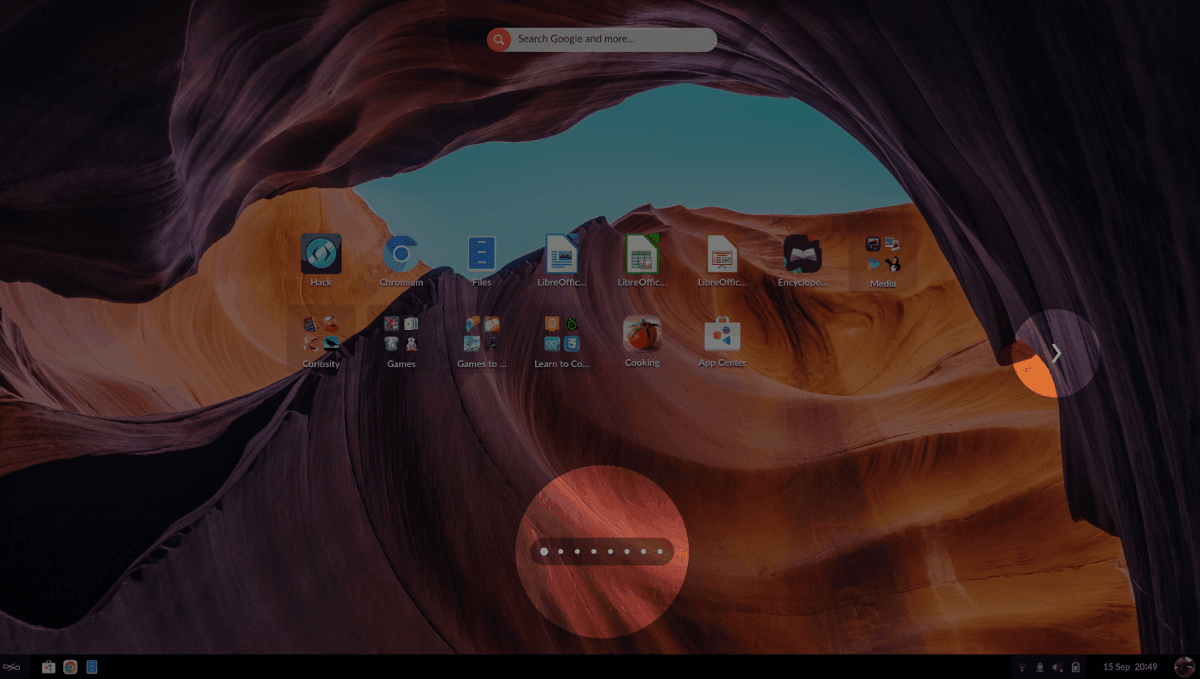 Search Google and more...
Hack
Chromium
Files
LibreOffic...
LibreOffic...
LibreOffic...
Encyclope...
Media
Curiosity
Games
Games to ...
Learn to Co...
Cooking
App Center
15 Sep 20:49